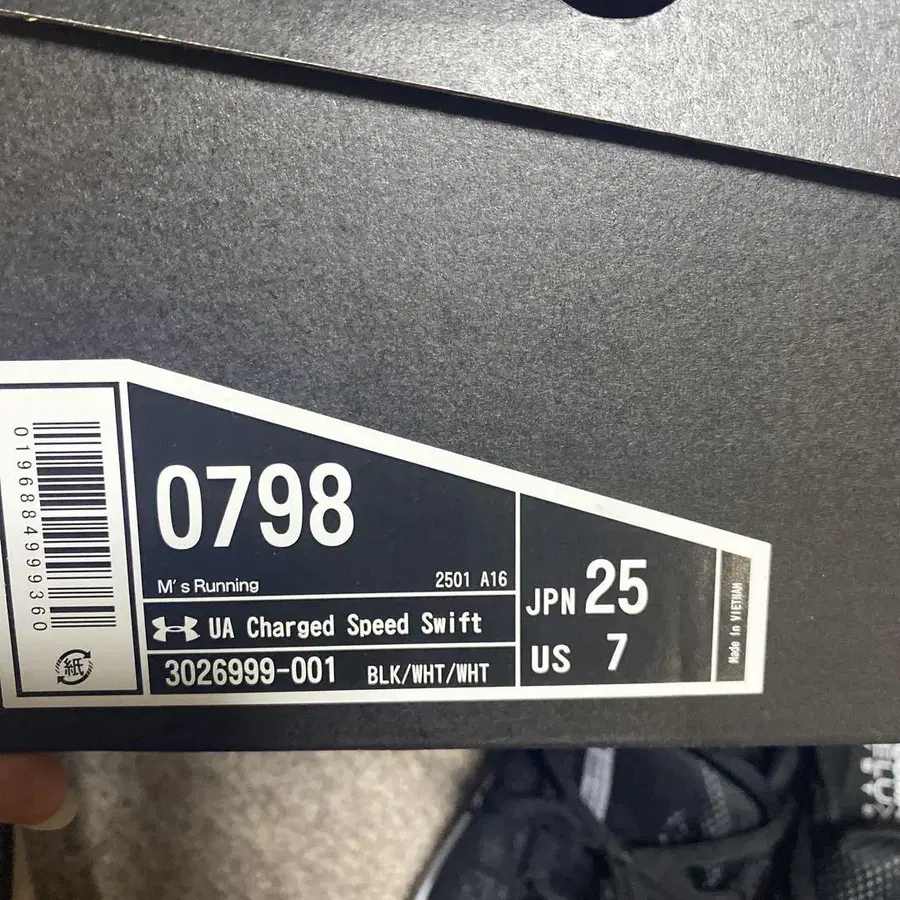 0196884999360
紙
0798
M's Running
2501 A16
UA Charged Speed Swift
3026999-001
BLK/WHT/WHT
JPN 25
US 7
Made In VIETNAM